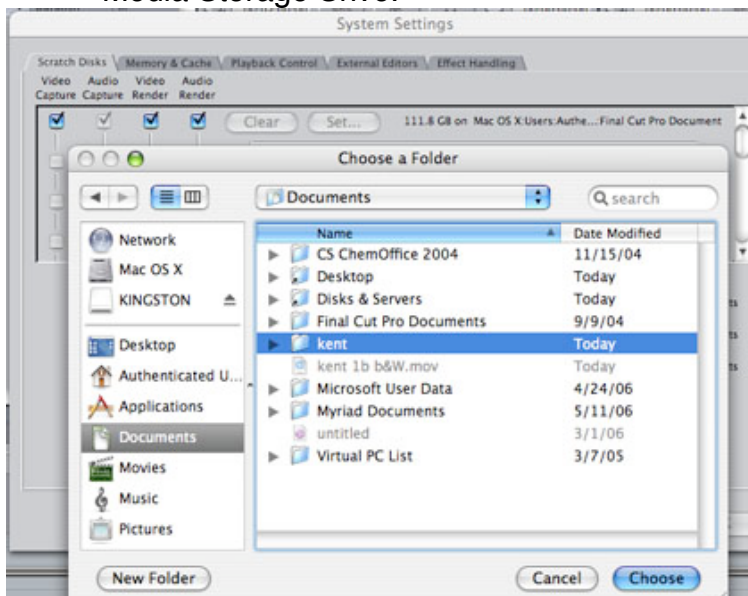 Media Storage Drive.
System Settings
Scratch Disks Memory & Cache Playback Control External Editors Effect Handling
Video Audio Video Audio
Capture Capture Render Render
Clear Set... 111.8 GB on Mac OS X:Users:Authe...:Final Cut Pro Document
Choose a Folder
Documents search
Name Date Modified
Network
Mac OS X
KINGSTON
Desktop
Authenticated U...
Applications
Documents
Movies
Music
Pictures
CS ChemOffice 2004 11/15/04
Desktop Today
Disks & Servers Today
Final Cut Pro Documents 9/9/04
kent Today
kent 1b b&W.mov Today
Microsoft User Data 4/24/06
Myriad Documents 5/11/06
untitled 3/1/06
Virtual PC List 3/7/05
New Folder Cancel Choose